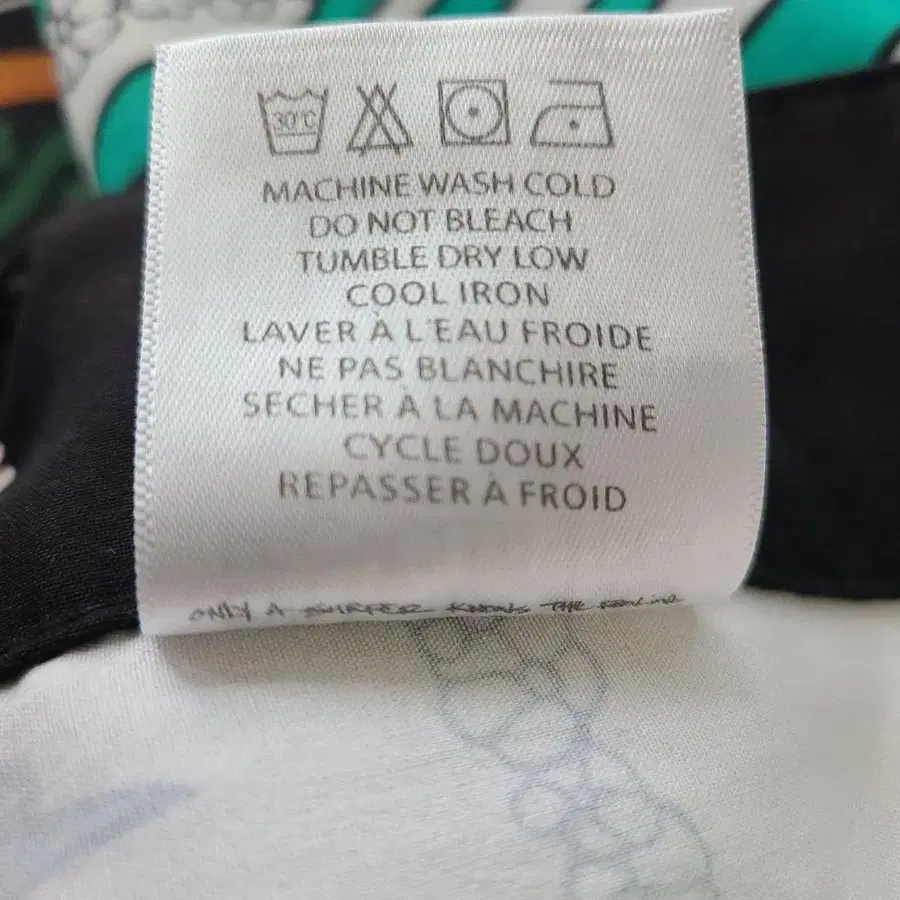 30°C
MACHINE WASH COLD
DO NOT BLEACH
TUMBLE DRY LOW
COOL IRON
LAVER À L'EAU FROIDE
NE PAS BLANCHIRE
SECHER À LA MACHINE
CYCLE DOUX
REPASSER À FROID
ONLY A SURFER KNOWS THE FEELING